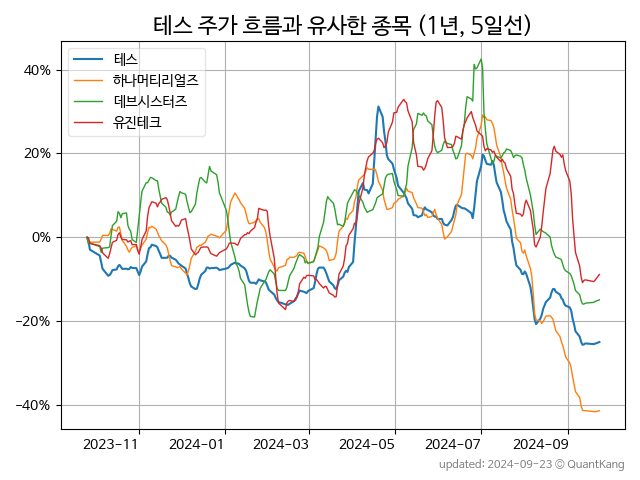 테스 주가 흐름과 유사한 종목 (1년, 5일선)
테스
하나머티리얼즈
데브시스터즈
유진테크
40%
20%
0%
−20%
−40%
2023-11 2024-01 2024-03 2024-05 2024-07 2024-09
updated: 2024-09-23 © QuantKang